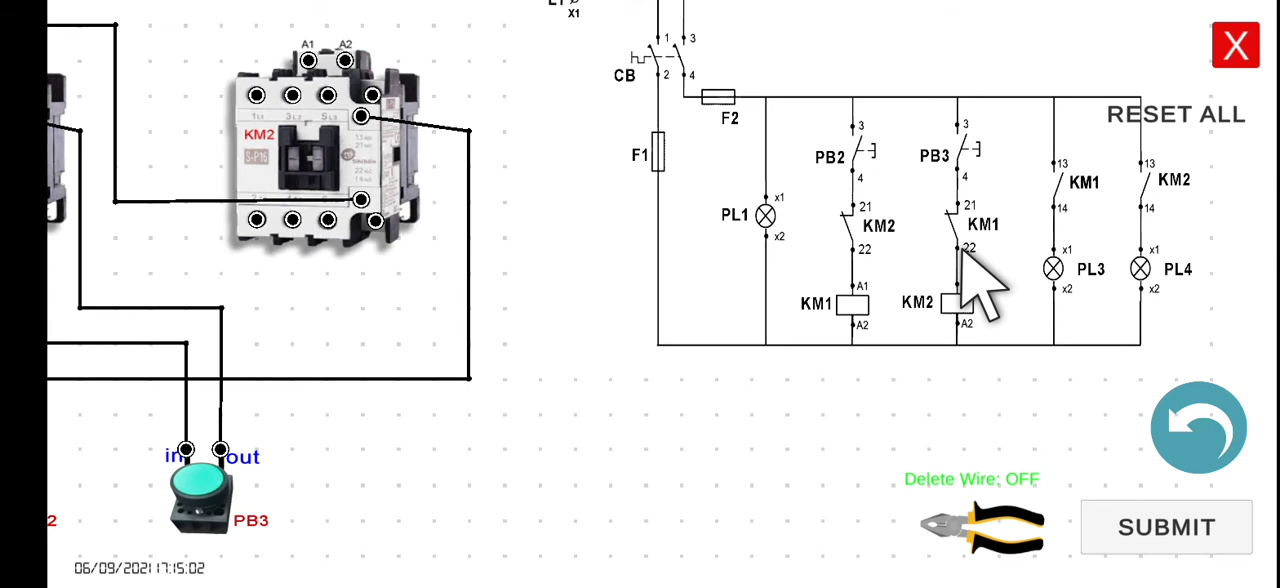 X1
A1 A2
KM2
S-P16
1 3
CB
2 4
F2
F1
RESET ALL
X
3
PB2
4
3
PB3
4
13
KM1
14
13
KM2
14
x1
PL1
x2
21
KM2
22
21
KM1
22
x1
PL3
x2
x1
PL4
x2
A1
KM1
A2
KM2
A2
in
out
PB3
2
Delete Wire: OFF
SUBMIT
06/09/2021 17:15:02